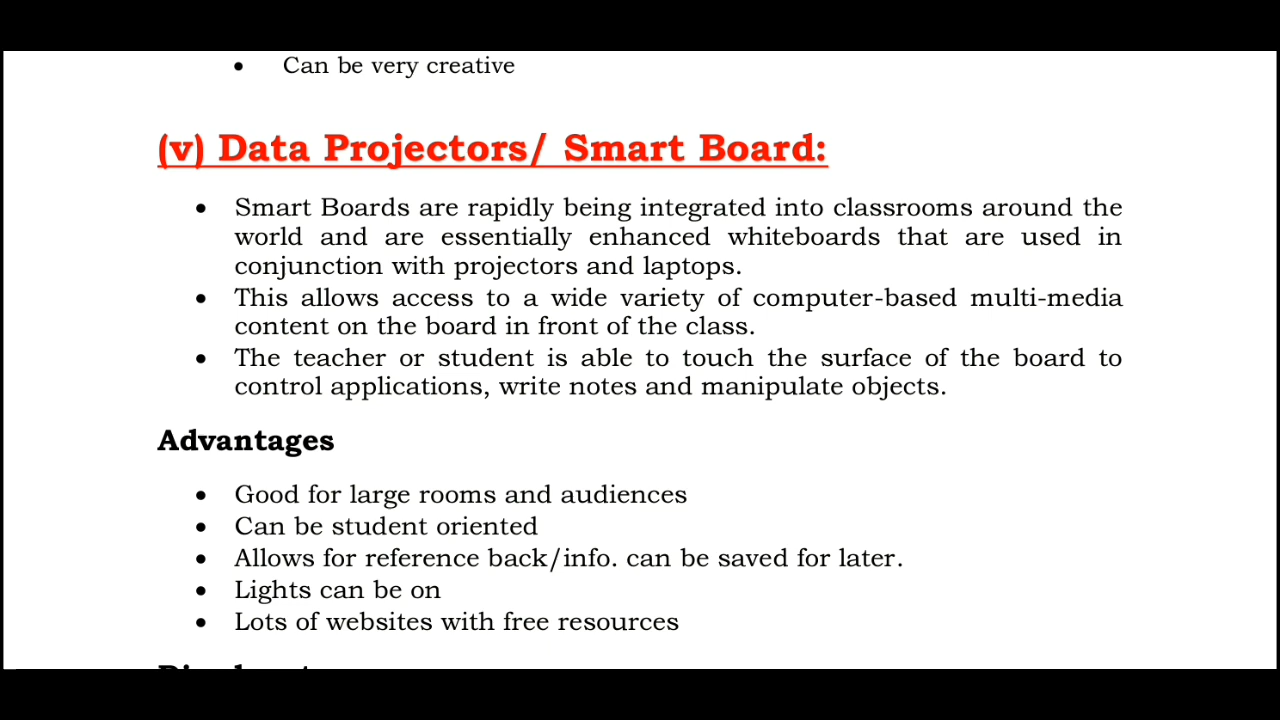 • Can be very creative
(v) Data Projectors/ Smart Board:
• Smart Boards are rapidly being integrated into classrooms around the
world and are essentially enhanced whiteboards that are used in
conjunction with projectors and laptops.
• This allows access to a wide variety of computer-based multi-media
content on the board in front of the class.
• The teacher or student is able to touch the surface of the board to
control applications, write notes and manipulate objects.
Advantages
• Good for large rooms and audiences
• Can be student oriented
• Allows for reference back/info. can be saved for later.
• Lights can be on
• Lots of websites with free resources